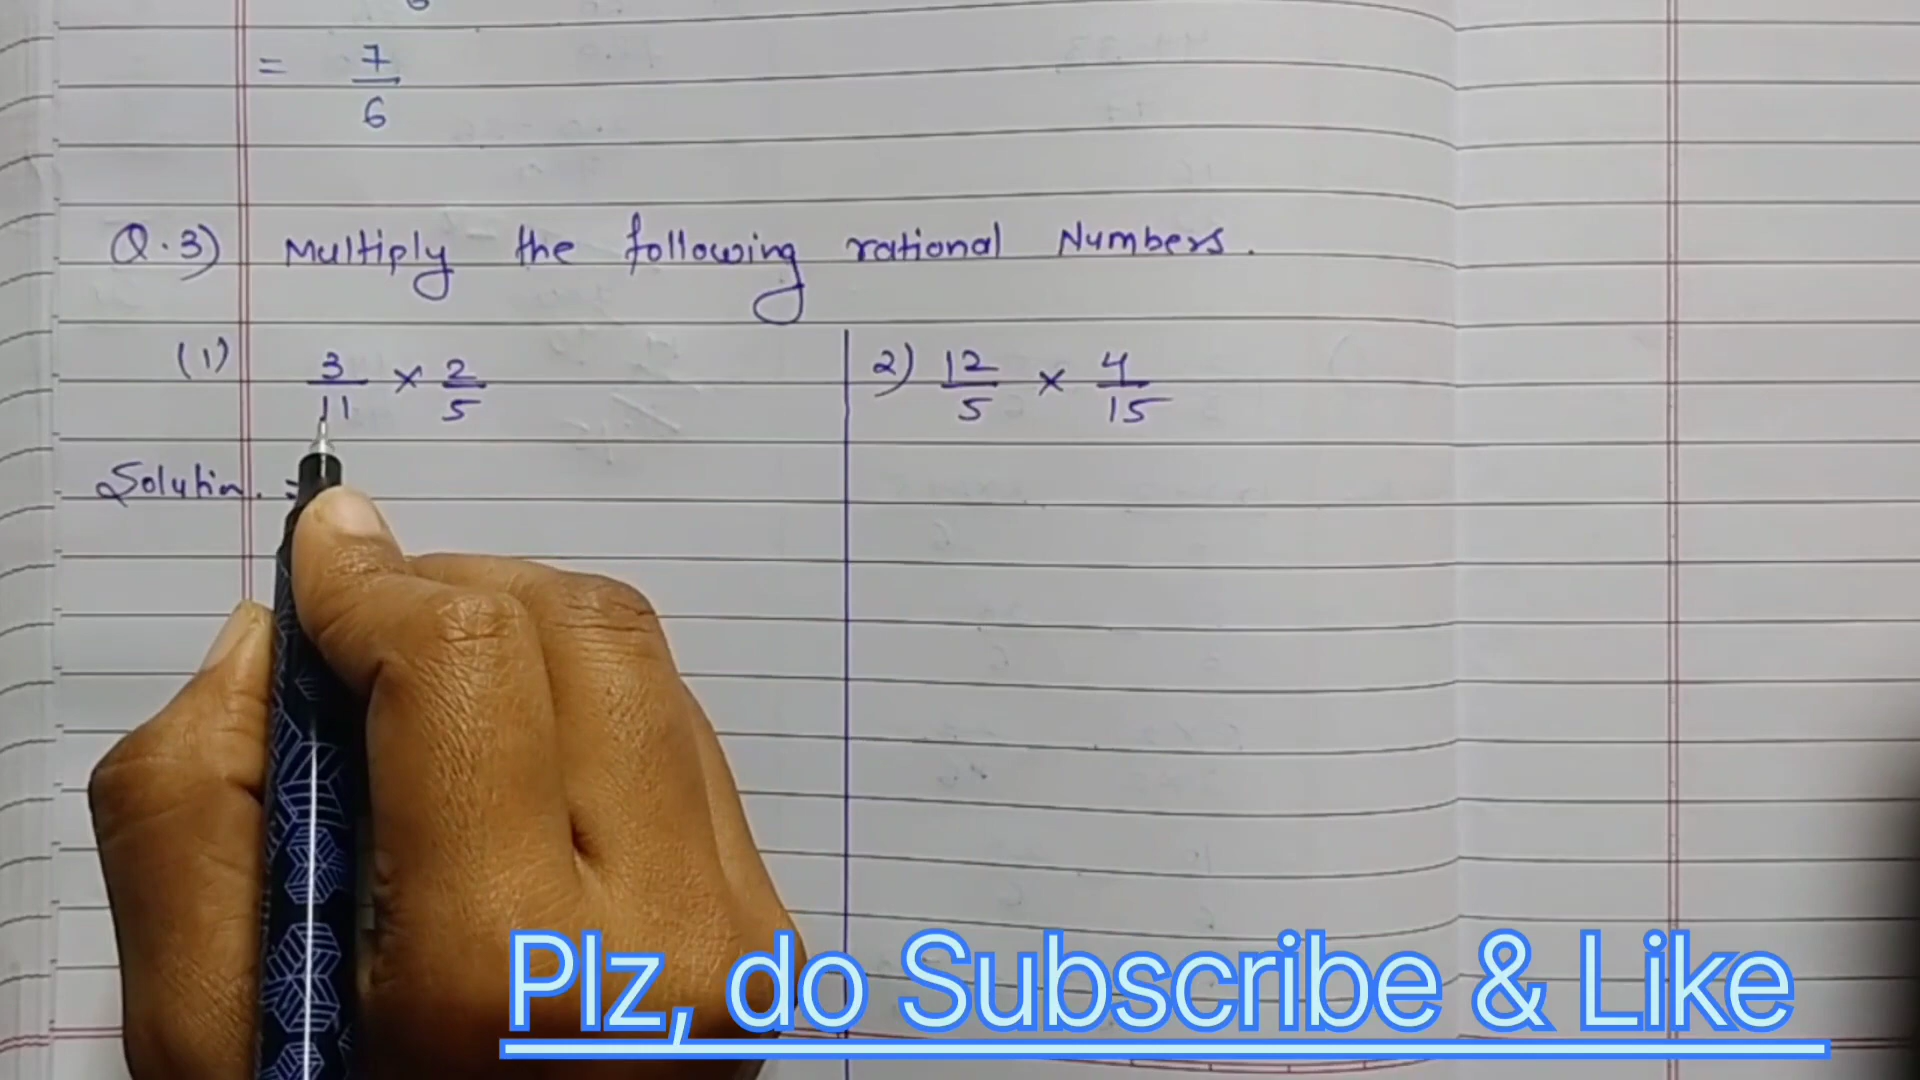 = 7/6
Q.3) Multiply the following rational Numbers.
(1) 3/11 × 2/5
2) 12/5 × 4/15
Solutin. =
Plz, do Subscribe & Like